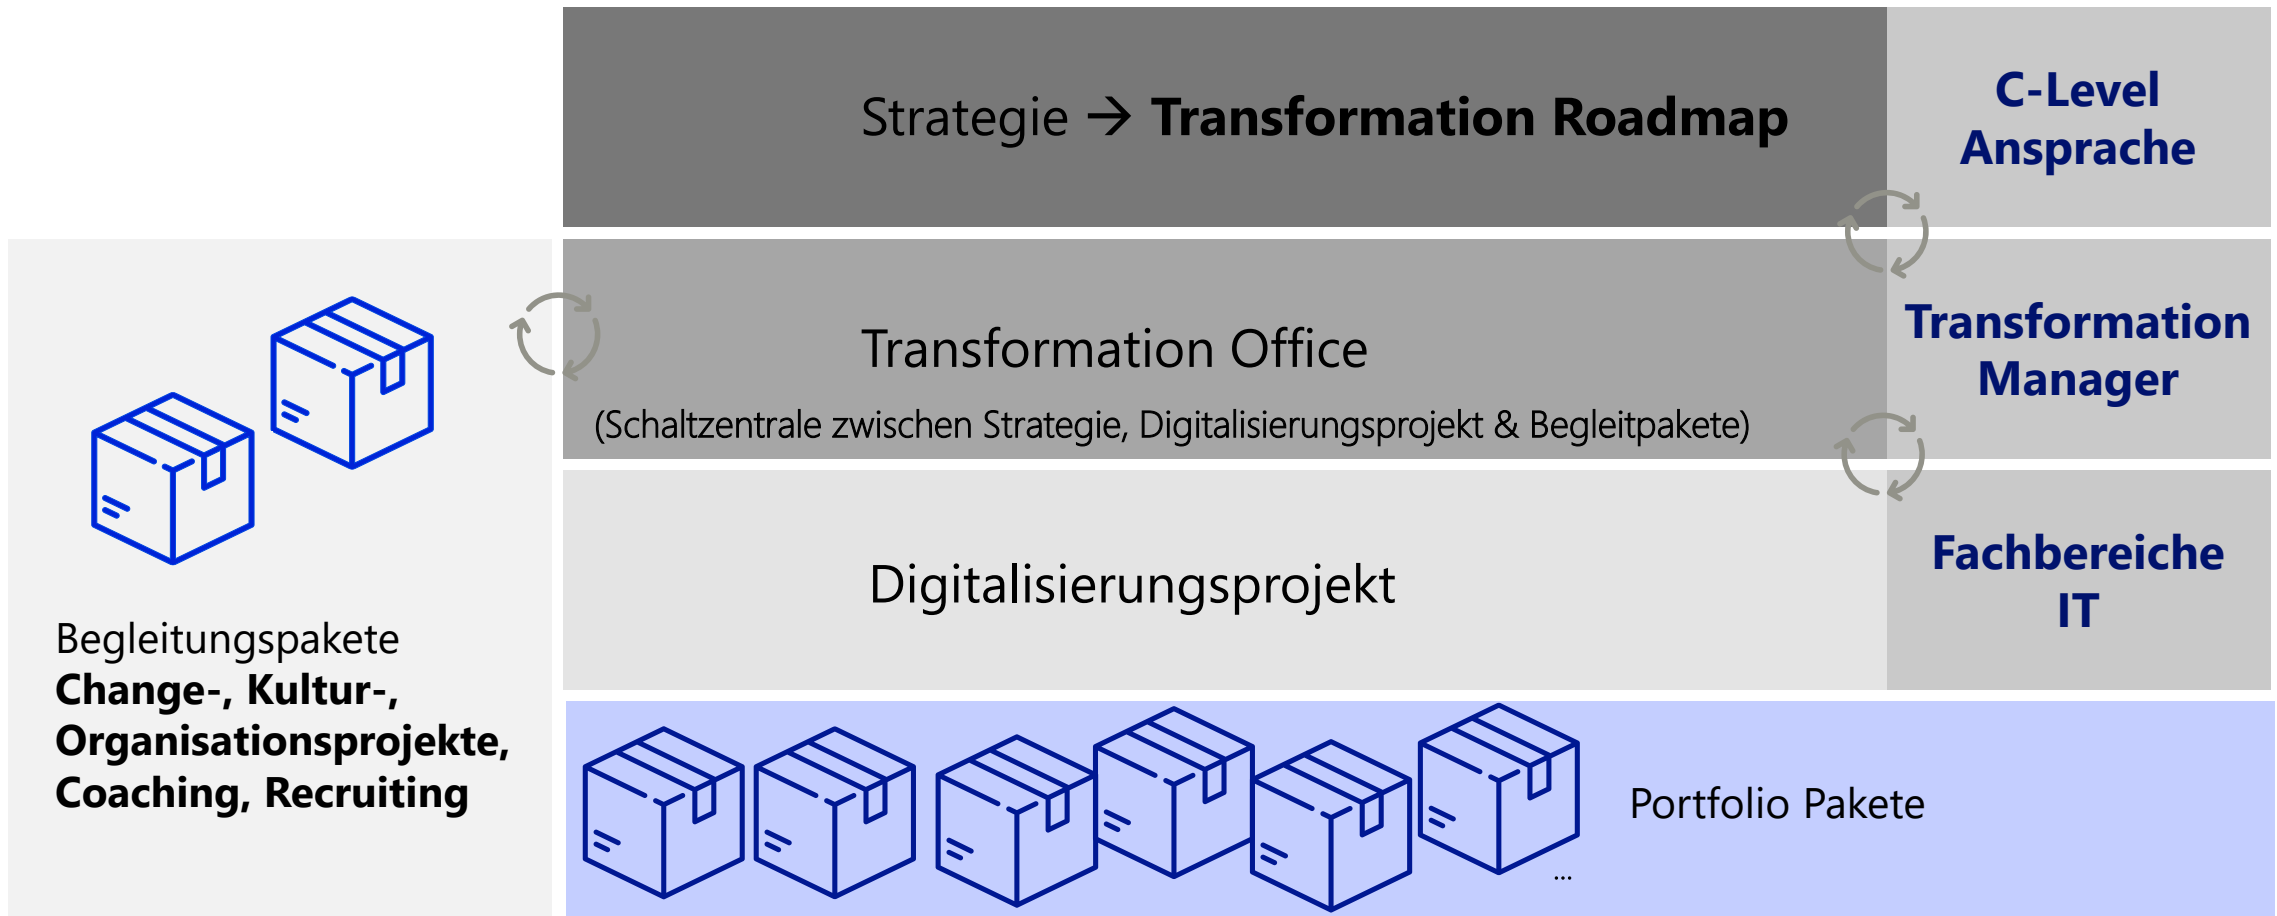 Strategie → Transformation Roadmap
C-Level
Ansprache
Transformation Office
(Schaltzentrale zwischen Strategie, Digitalisierungsprojekt & Begleitpakete)
Transformation
Manager
Digitalisierungsprojekt
Fachbereiche
IT
Begleitungspakete
Change-, Kultur-,
Organisationsprojekte,
Coaching, Recruiting
Portfolio Pakete
...